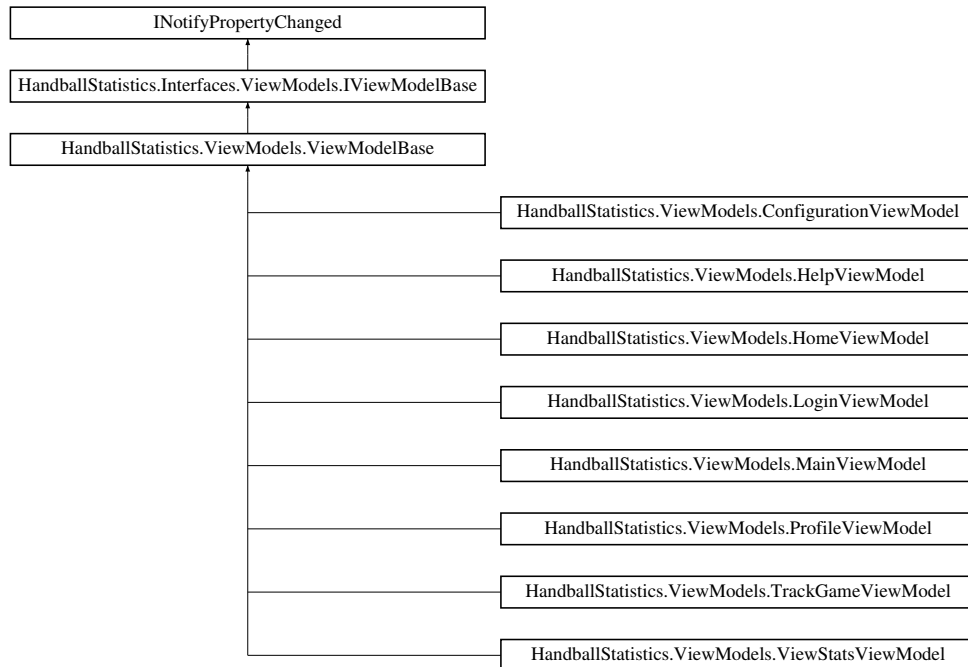 INotifyPropertyChanged
HandballStatistics.Interfaces.ViewModels.IViewModelBase
HandballStatistics.ViewModels.ViewModelBase
HandballStatistics.ViewModels.ConfigurationViewModel
HandballStatistics.ViewModels.HelpViewModel
HandballStatistics.ViewModels.HomeViewModel
HandballStatistics.ViewModels.LoginViewModel
HandballStatistics.ViewModels.MainViewModel
HandballStatistics.ViewModels.ProfileViewModel
HandballStatistics.ViewModels.TrackGameViewModel
HandballStatistics.ViewModels.ViewStatsViewModel